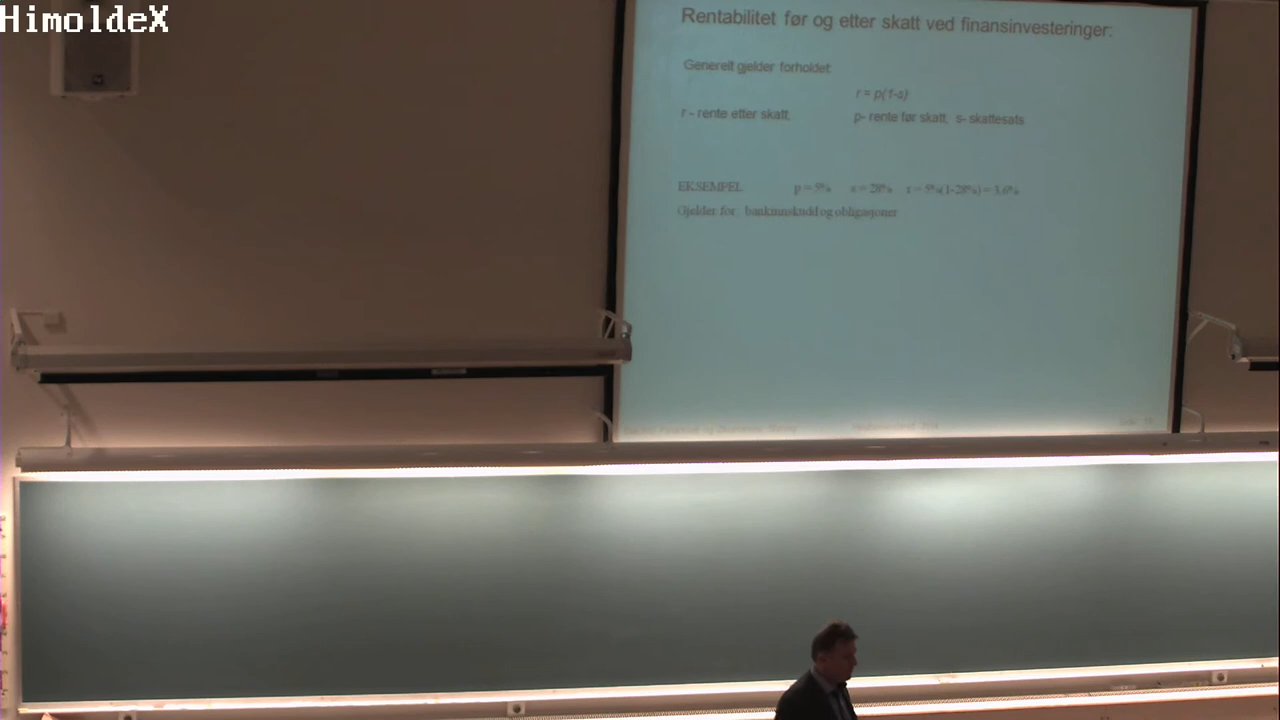 HimoldeX
Rentabilitet før og etter skatt ved finansinvesteringer:
Generelt gjelder forholdet:
r = p(1-s)
r - rente etter skatt; p- rente før skatt, s- skattesats.
EKSEMPEL p = 5% s = 28% r = 5%(1-28%) = 3,6%
Gjelder for: bankinnskudd og obligasjoner